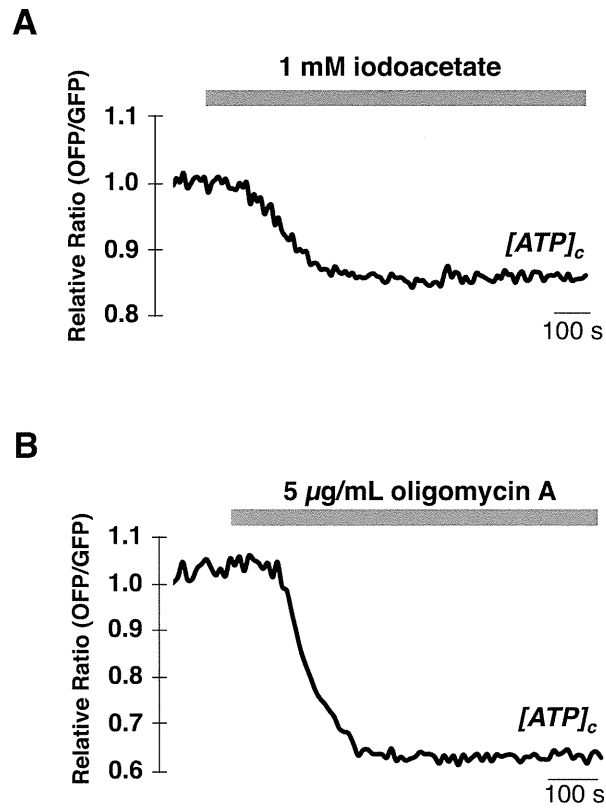 A
1 mM iodoacetate
Relative Ratio (OFP/GFP)
1.1
1.0
0.9
0.8
[ATP]c
100 s
B
5 µg/mL oligomycin A
Relative Ratio (OFP/GFP)
1.1
1.0
0.9
0.8
0.7
0.6
[ATP]c
100 s